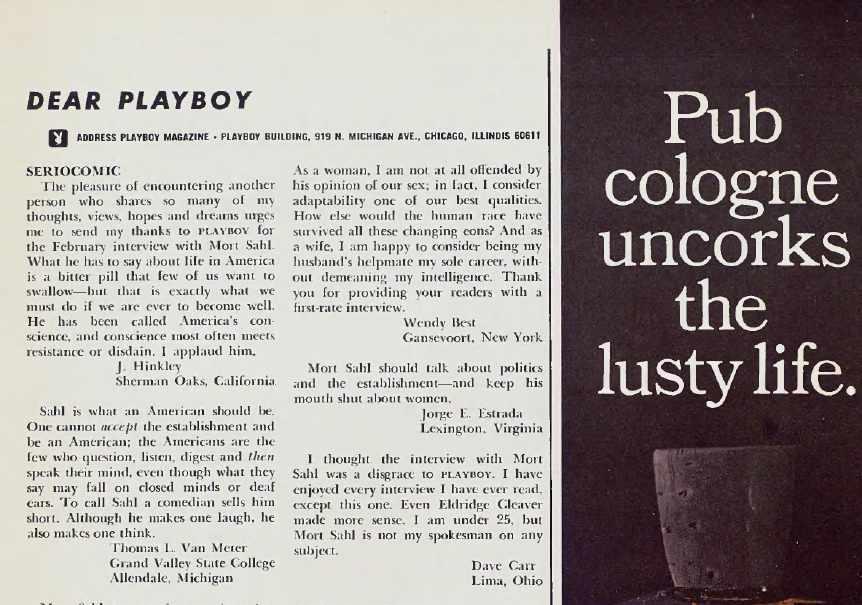 DEAR PLAYBOY
ADDRESS PLAYBOY MAGAZINE • PLAYBOY BUILDING, 919 N. MICHIGAN AVE., CHICAGO, ILLINOIS 60611
SERIOCOMIC
The pleasure of encountering another
person who shares so many of my
thoughts, views, hopes and dreams urges
me to send my thanks to PLAYBOY for
the February interview with Mort Sahl.
What he has to say about life in America
is a bitter pill that few of us want to
swallow—but that is exactly what we
must do if we are ever to become well.
He has been called America's con-
science, and conscience most often meets
resistance or disdain. I applaud him.
J. Hinkley
Sherman Oaks, California
Sahl is what an American should be.
One cannot accept the establishment and
be an American; the Americans are the
few who question, listen, digest and then
speak their mind, even though what they
say may fall on closed minds or deaf
ears. To call Sahl a comedian sells him
short. Although he makes one laugh, he
also makes one think.
Thomas L. Van Meter
Grand Valley State College
Allendale, Michigan
As a woman, I am not at all offended by
his opinion of our sex; in fact, I consider
adaptability one of our best qualities.
How else would the human race have
survived all these changing eons? And as
a wife, I am happy to consider being my
husband's helpmate my sole career, with-
out demeaning my intelligence. Thank
you for providing your readers with a
first-rate interview.
Wendy Best
Gansevoort, New York
Mort Sahl should talk about politics
and the establishment—and keep his
mouth shut about women.
Jorge E. Estrada
Lexington, Virginia
I thought the interview with Mort
Sahl was a disgrace to PLAYBOY. I have
enjoyed every interview I have ever read,
except this one. Even Eldridge Cleaver
made more sense. I am under 25, but
Mort Sahl is not my spokesman on any
subject.
Dave Carr
Lima, Ohio
Pub
cologne
uncorks
the
lusty life.